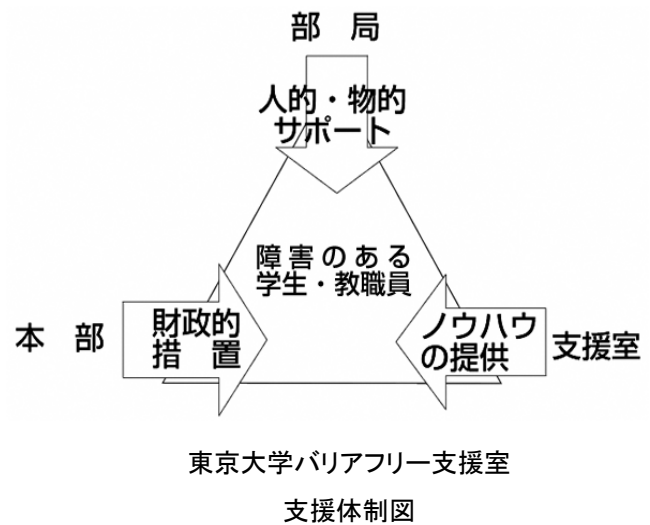 部　局
人的・物的
サポート
障害のある
学生・教職員
本　部
財政的
措　置
ノウハウ
の提供
支援室
東京大学バリアフリー支援室
支援体制図